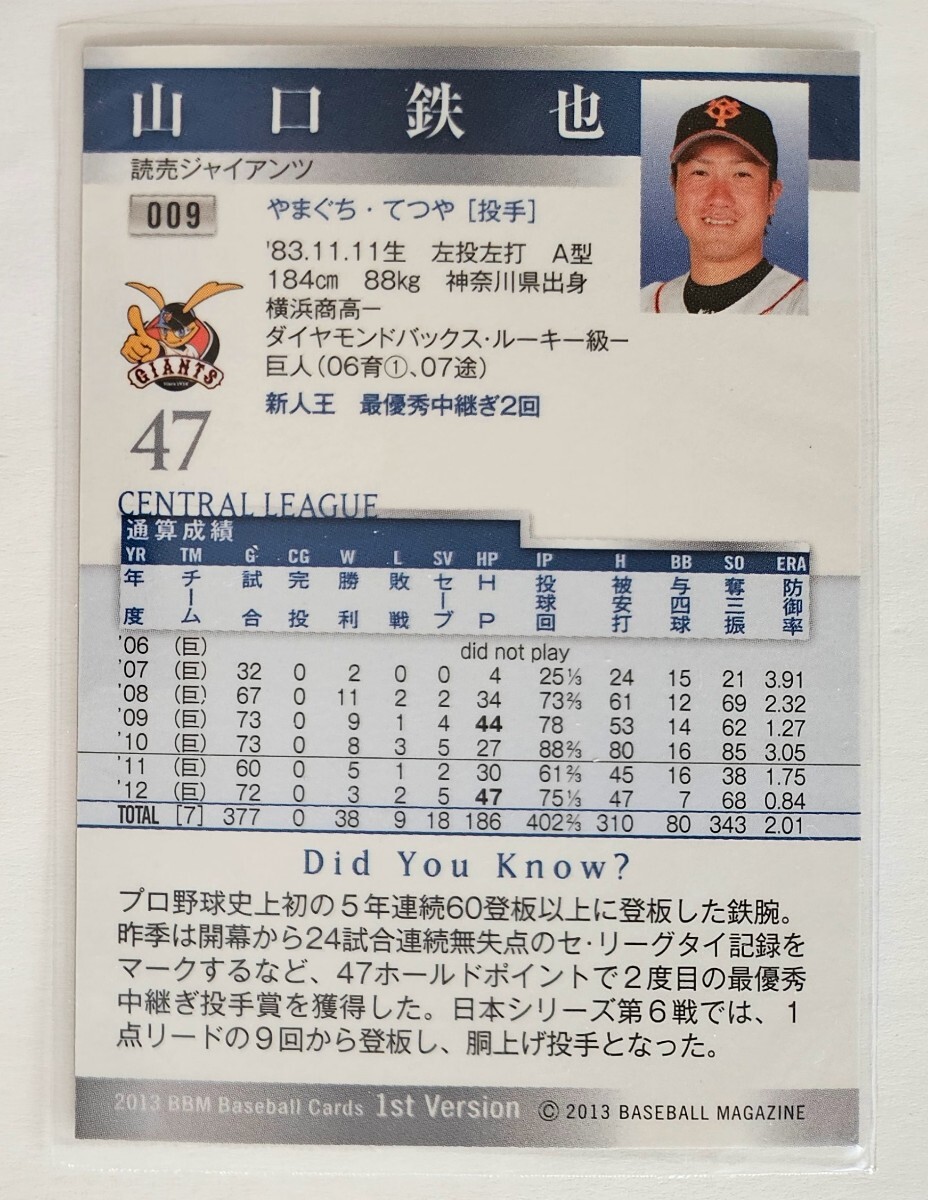 山口鉄也
読売ジャイアンツ
009
やまぐち・てつや [投手]
'83.11.11生 左投左打 A型
184㎝ 88kg 神奈川県出身
横浜商高ー
ダイヤモンドバックス・ルーキー級ー
巨人(06育①、07途)
新人王 最優秀中継ぎ2回
GIANTS
47
CENTRAL LEAGUE
通算成績
YR TM G CG W L SV HP IP H BB SO ERA
年度 チーム 試合 完投 勝利 敗戦 セーブ HP 投球回 被安打 与四球 奪三振 防御率
'06 (巨) did not play
'07 (巨) 32 0 2 0 0 4 25⅓ 24 15 21 3.91
'08 (巨) 67 0 11 2 2 34 73⅔ 61 12 69 2.32
'09 (巨) 73 0 9 1 4 44 78 53 14 62 1.27
'10 (巨) 73 0 8 3 5 27 88⅔ 80 16 85 3.05
'11 (巨) 60 0 5 1 2 30 61⅔ 45 16 38 1.75
'12 (巨) 72 0 3 2 5 47 75⅓ 47 7 68 0.84
TOTAL [7] 377 0 38 9 18 186 402⅔ 310 80 343 2.01
Did You Know?
プロ野球史上初の5年連続60登板以上に登板した鉄腕。
昨季は開幕から24試合連続無失点のセ・リーグタイ記録を
マークするなど、47ホールドポイントで2度目の最優秀
中継ぎ投手賞を獲得した。日本シリーズ第6戦では、1
点リードの9回から登板し、胴上げ投手となった。
2013 BBM Baseball Cards 1st Version © 2013 BASEBALL MAGAZINE